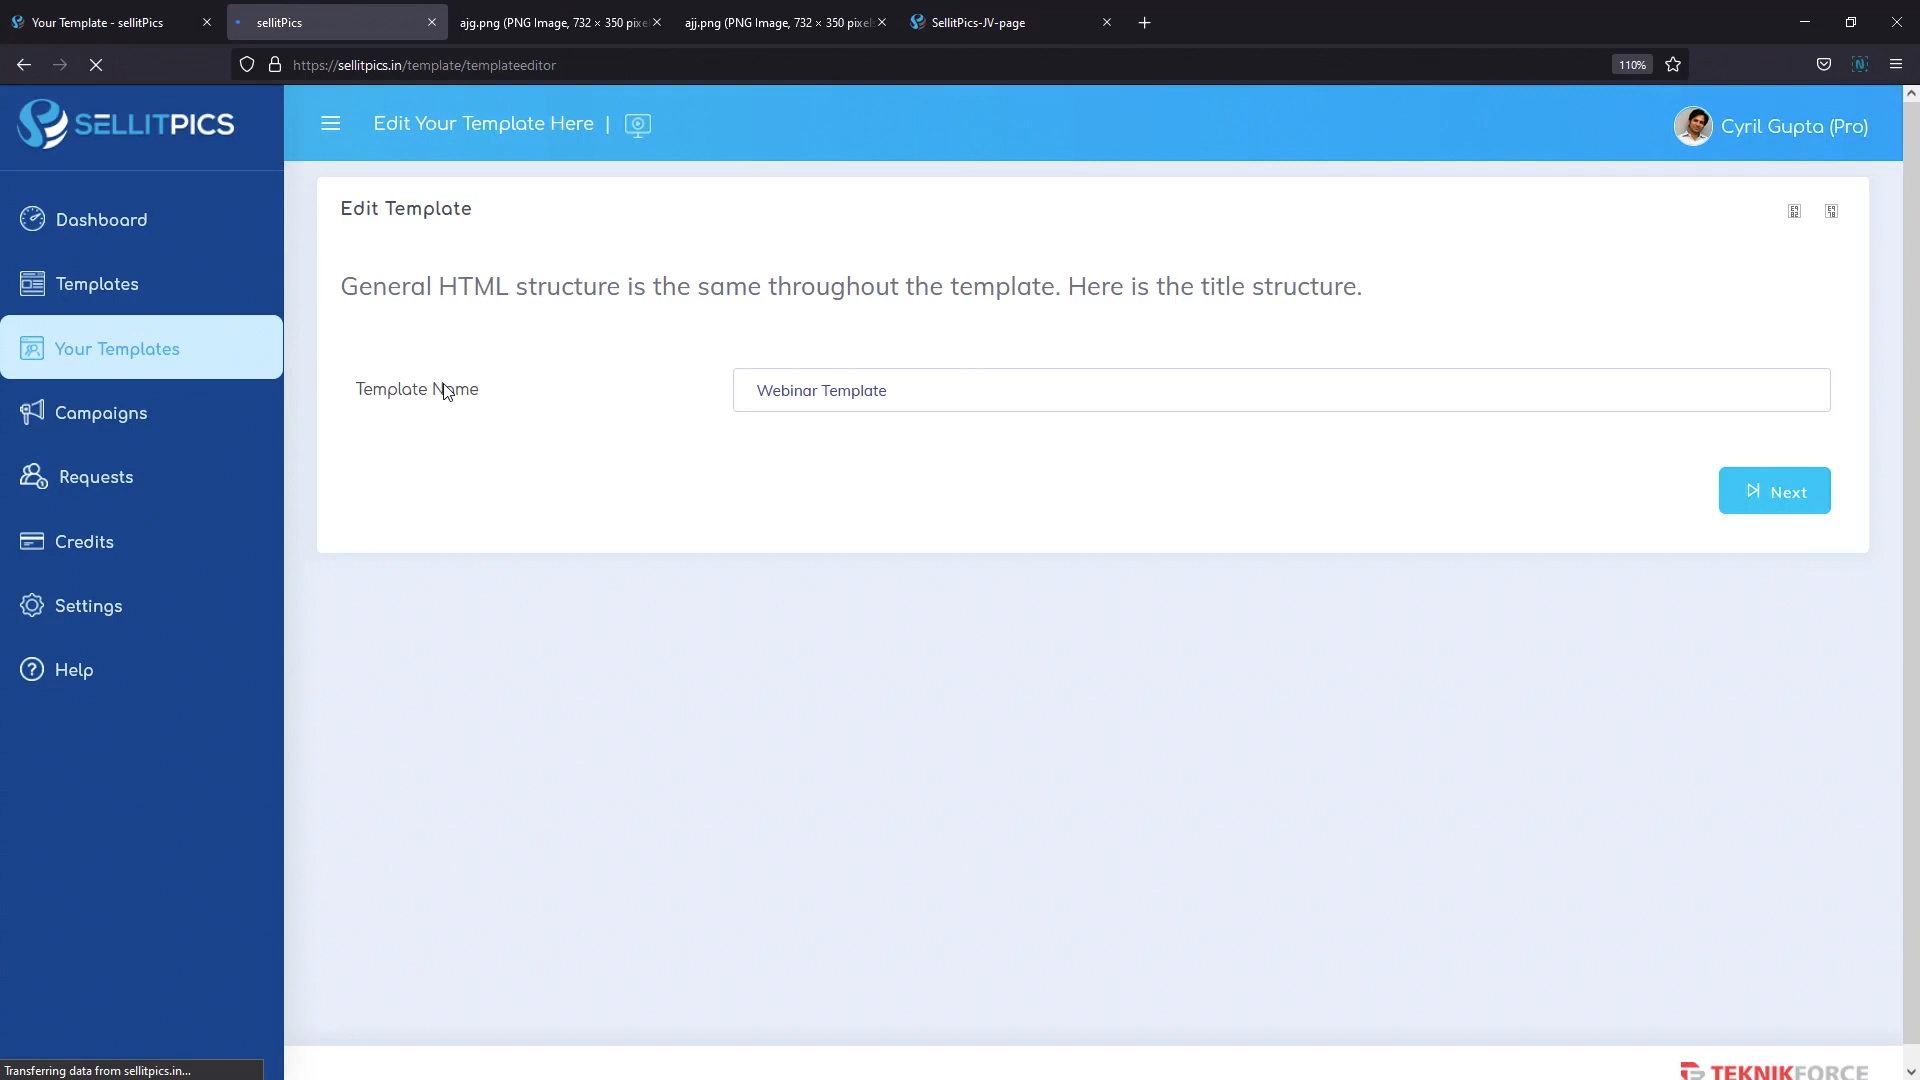 Your Template - sellitPics
sellitPics
ajg.png (PNG Image, 732 × 350 pixe
ajj.png (PNG Image, 732 × 350 pixel
SellitPics-JV-page
https://sellitpics.in/template/templateeditor
110%
SELLITPICS
Edit Your Template Here |
Cyril Gupta (Pro)
Dashboard
Templates
Your Templates
Campaigns
Requests
Credits
Settings
Help
Edit Template
General HTML structure is the same throughout the template. Here is the title structure.
Template Name
Webinar Template
Next
Transferring data from sellitpics.in...
TEKNIKFORCE